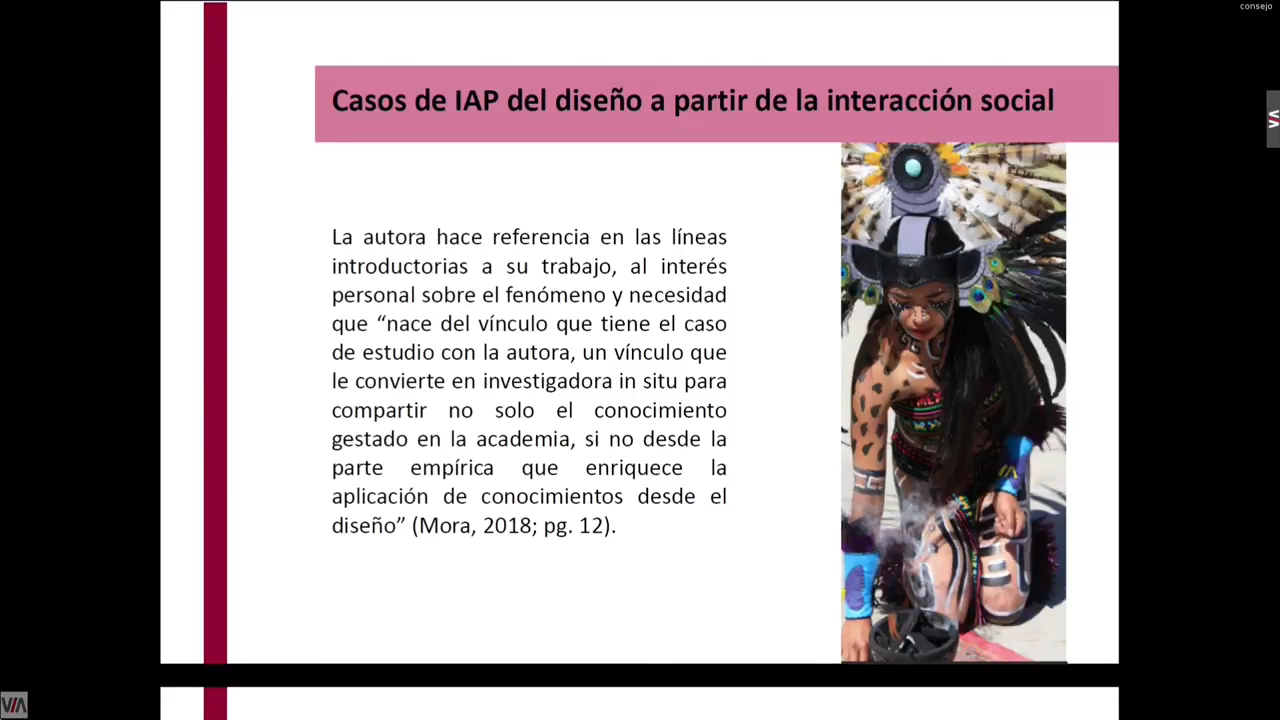 consejo
Casos de IAP del diseño a partir de la interacción social
La autora hace referencia en las líneas
introductorias a su trabajo, al interés
personal sobre el fenómeno y necesidad
que “nace del vínculo que tiene el caso
de estudio con la autora, un vínculo que
le convierte en investigadora in situ para
compartir no solo el conocimiento
gestado en la academia, si no desde la
parte empírica que enriquece la
aplicación de conocimientos desde el
diseño” (Mora, 2018; pg. 12).
VIA